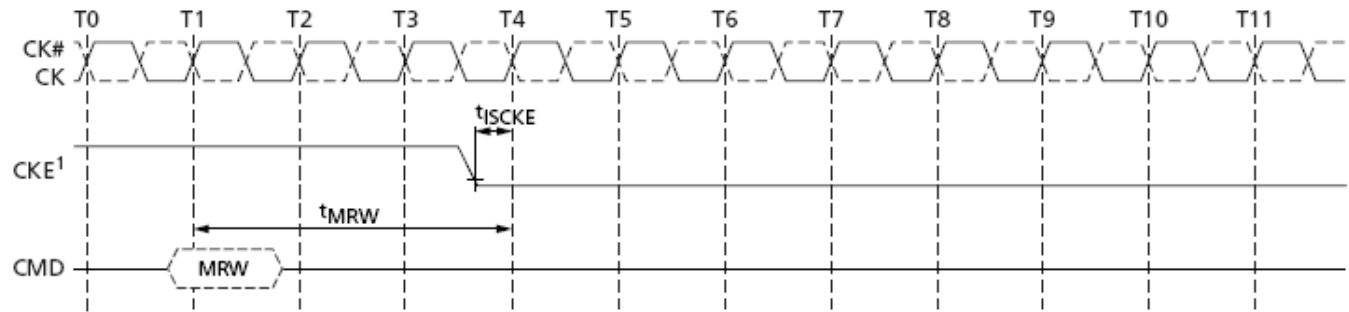 T0 T1 T2 T3 T4 T5 T6 T7 T8 T9 T10 T11
CK#
CK
tISCKE
CKE1
tMRW
CMD MRW